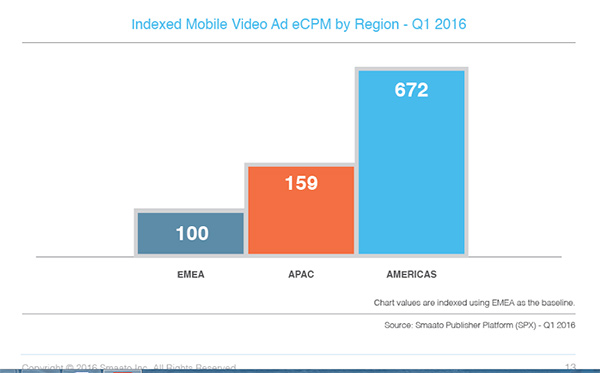 Indexed Mobile Video Ad eCPM by Region - Q1 2016
672
159
100
EMEA APAC AMERICAS
Chart values are indexed using EMEA as the baseline.
Source: Smaato Publisher Platform (SPX) - Q1 2016
Copyright © 2016 Smaato Inc. All Rights Reserved. 13